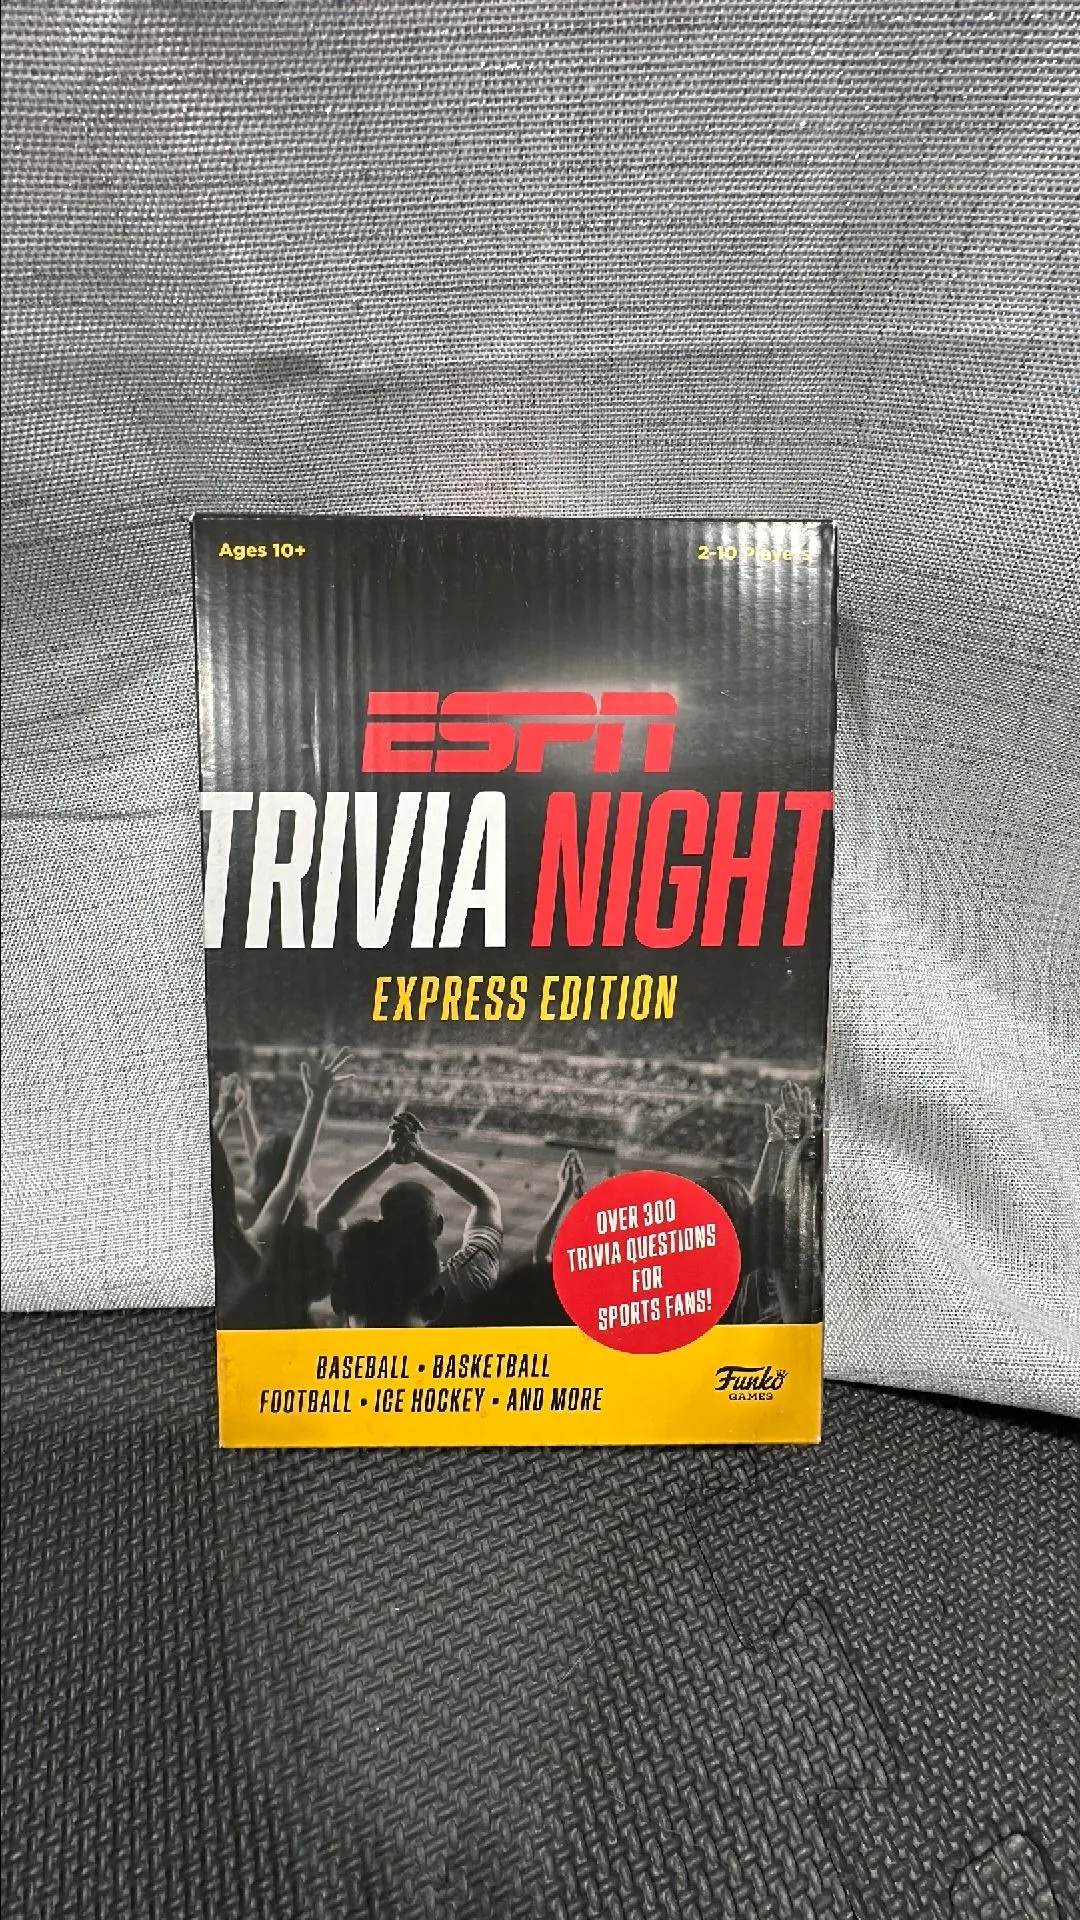 Ages 10+
2-10 Players
ESPN
TRIVIA NIGHT
EXPRESS EDITION
OVER 300
TRIVIA QUESTIONS
FOR
SPORTS FANS!
BASEBALL • BASKETBALL
FOOTBALL • ICE HOCKEY • AND MORE
Funko
GAMES